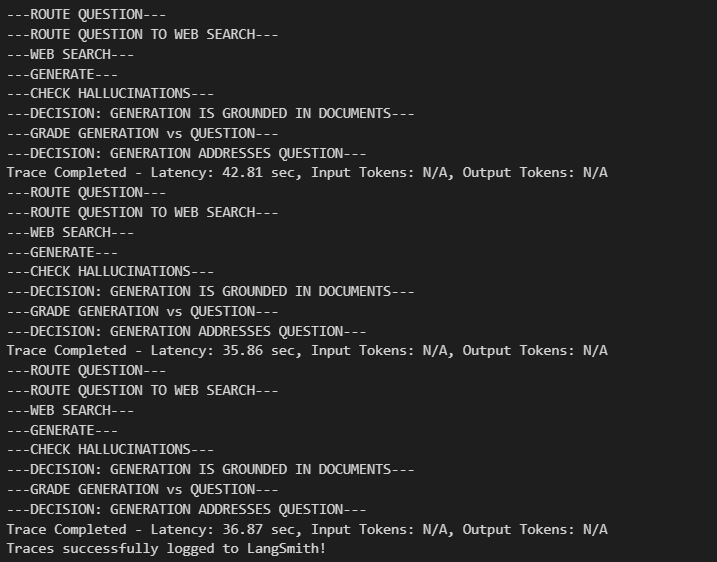 ---ROUTE QUESTION---
---ROUTE QUESTION TO WEB SEARCH---
---WEB SEARCH---
---GENERATE---
---CHECK HALLUCINATIONS---
---DECISION: GENERATION IS GROUNDED IN DOCUMENTS---
---GRADE GENERATION vs QUESTION---
---DECISION: GENERATION ADDRESSES QUESTION---
Trace Completed - Latency: 42.81 sec, Input Tokens: N/A, Output Tokens: N/A
---ROUTE QUESTION---
---ROUTE QUESTION TO WEB SEARCH---
---WEB SEARCH---
---GENERATE---
---CHECK HALLUCINATIONS---
---DECISION: GENERATION IS GROUNDED IN DOCUMENTS---
---GRADE GENERATION vs QUESTION---
---DECISION: GENERATION ADDRESSES QUESTION---
Trace Completed - Latency: 35.86 sec, Input Tokens: N/A, Output Tokens: N/A
---ROUTE QUESTION---
---ROUTE QUESTION TO WEB SEARCH---
---WEB SEARCH---
---GENERATE---
---CHECK HALLUCINATIONS---
---DECISION: GENERATION IS GROUNDED IN DOCUMENTS---
---GRADE GENERATION vs QUESTION---
---DECISION: GENERATION ADDRESSES QUESTION---
Trace Completed - Latency: 36.87 sec, Input Tokens: N/A, Output Tokens: N/A
Traces successfully logged to LangSmith!